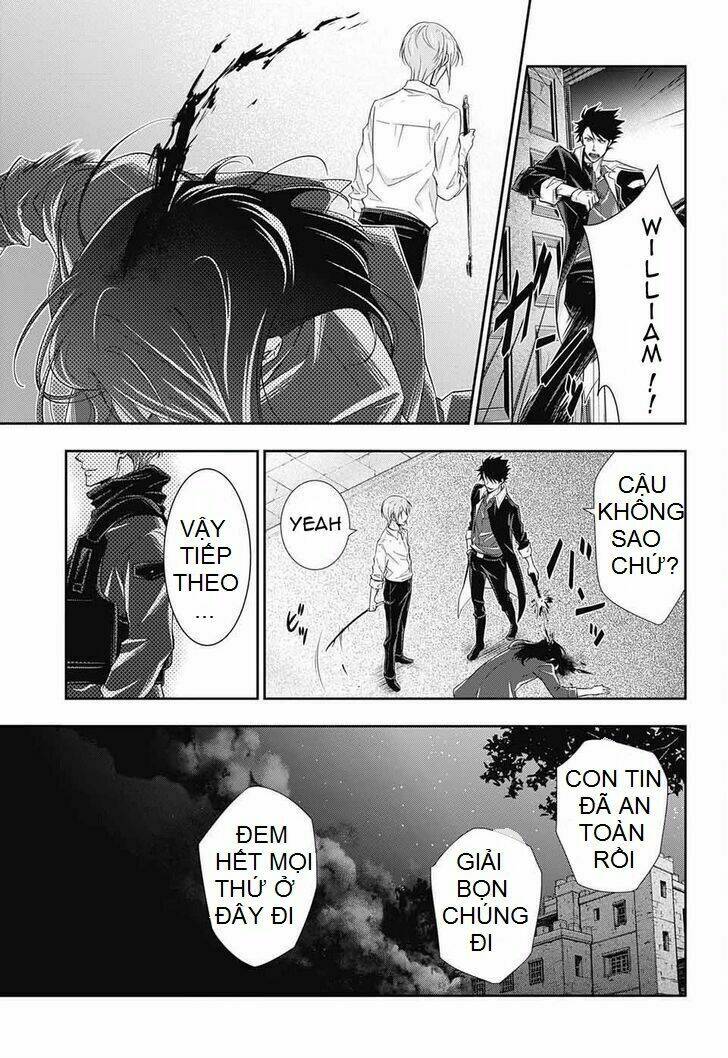 WILLIAM!!
CẬU
KHÔNG
SAO
CHỨ?
YEAH
VẬY
TIẾP
THEO
...
CON TIN
ĐÃ AN
TOÀN
RỒI
GIẢI
BỌN
CHÚNG
ĐI
ĐEM
HẾT MỌI
THỨ Ở
ĐÂY ĐI